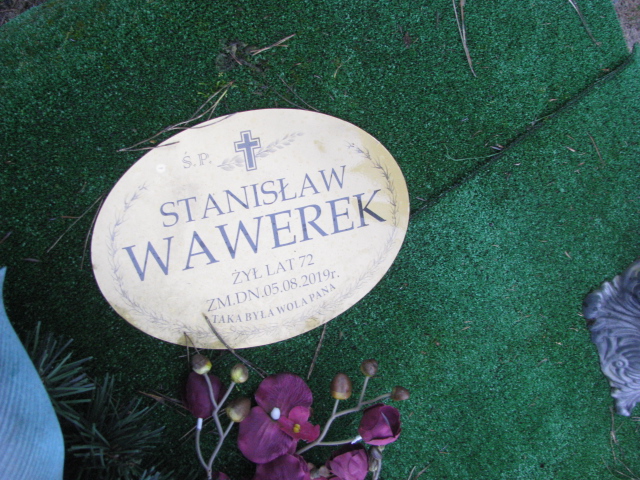 Ś.P.
STANISŁAW
WAWEREK
ŻYŁ LAT 72
ZM.DN.05.08.2019r.
TAKA BYŁA WOLA PANA